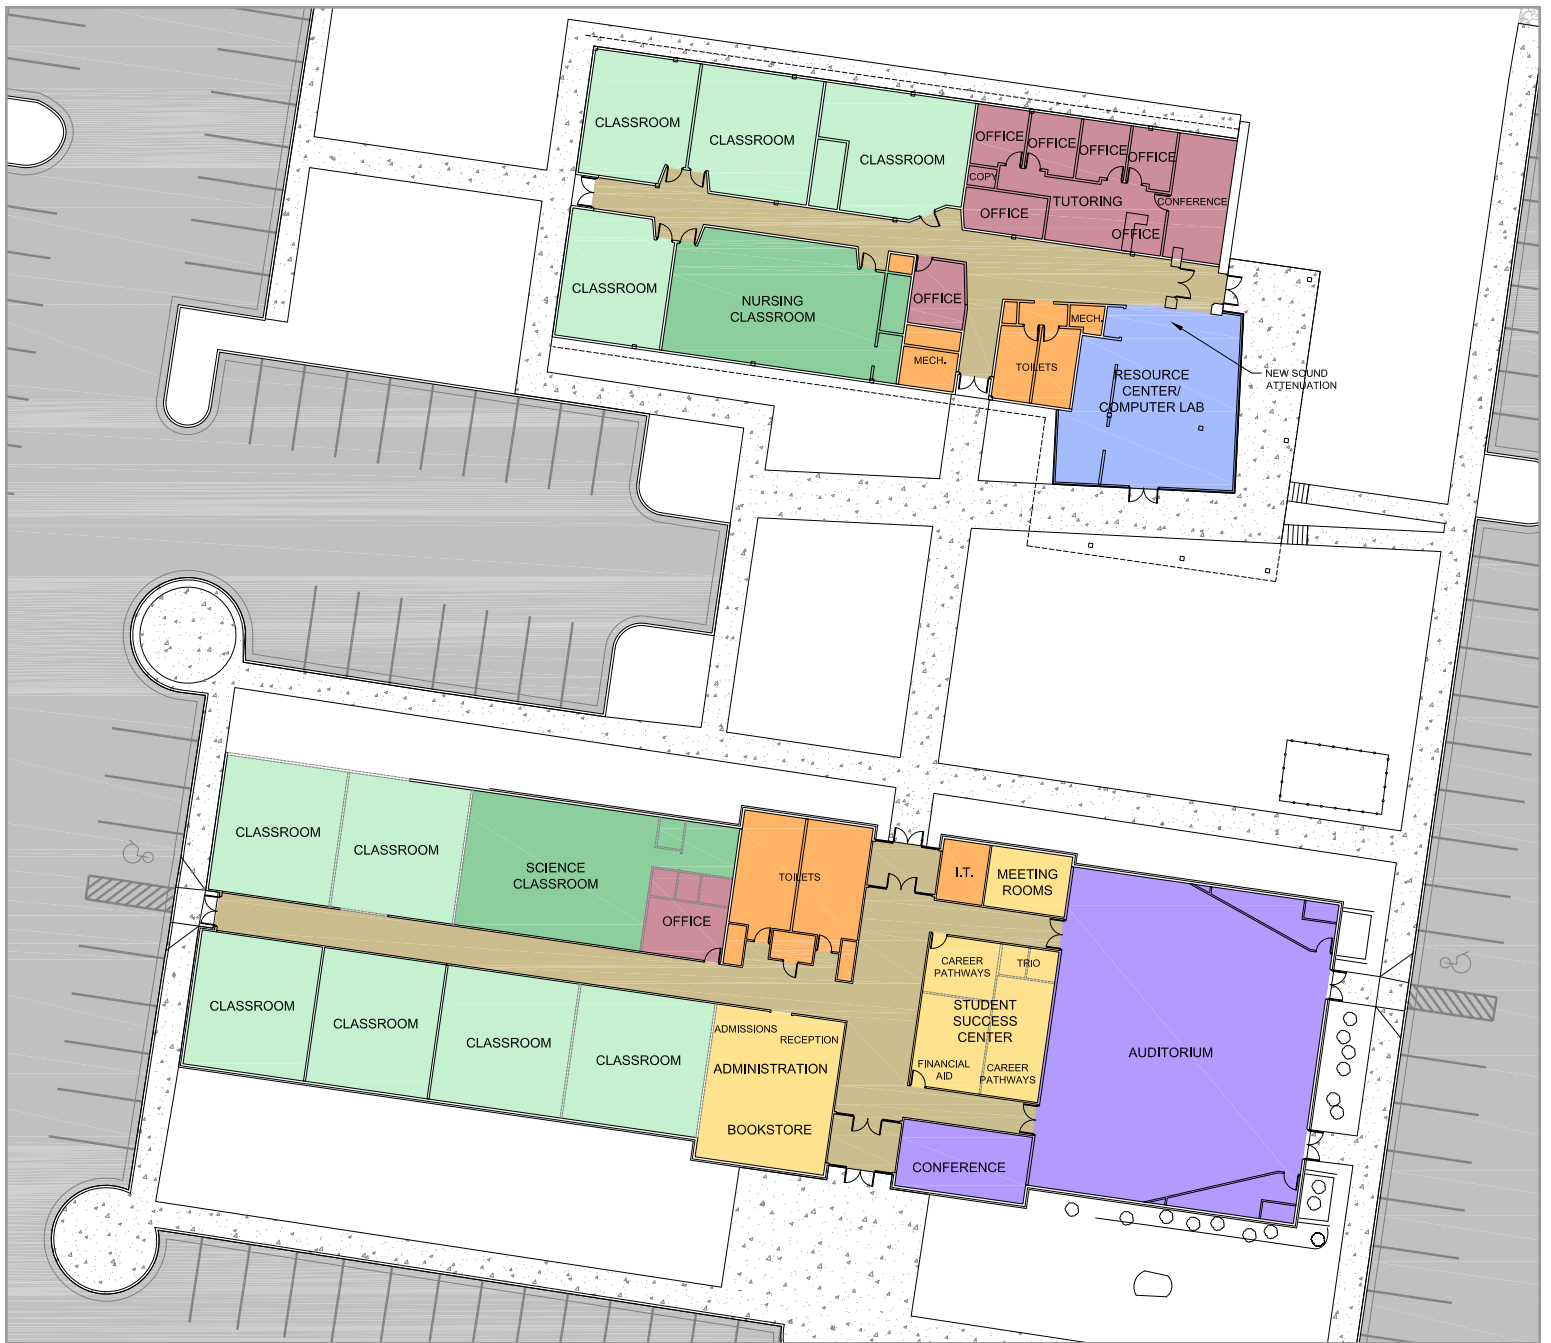 CLASSROOM
CLASSROOM
CLASSROOM
OFFICE
OFFICE
OFFICE
OFFICE
COPY
TUTORING
CONFERENCE
OFFICE
OFFICE
CLASSROOM
NURSING
CLASSROOM
OFFICE
MECH.
MECH.
TOILETS
RESOURCE
CENTER/
COMPUTER LAB
NEW SOUND
ATTENUATION
CLASSROOM
CLASSROOM
SCIENCE
CLASSROOM
OFFICE
TOILETS
I.T.
MEETING
ROOMS
CAREER
PATHWAYS
TRIO
STUDENT
SUCCESS
CENTER
FINANCIAL
AID
CAREER
PATHWAYS
AUDITORIUM
CLASSROOM
CLASSROOM
CLASSROOM
CLASSROOM
ADMISSIONS
RECEPTION
ADMINISTRATION
BOOKSTORE
CONFERENCE